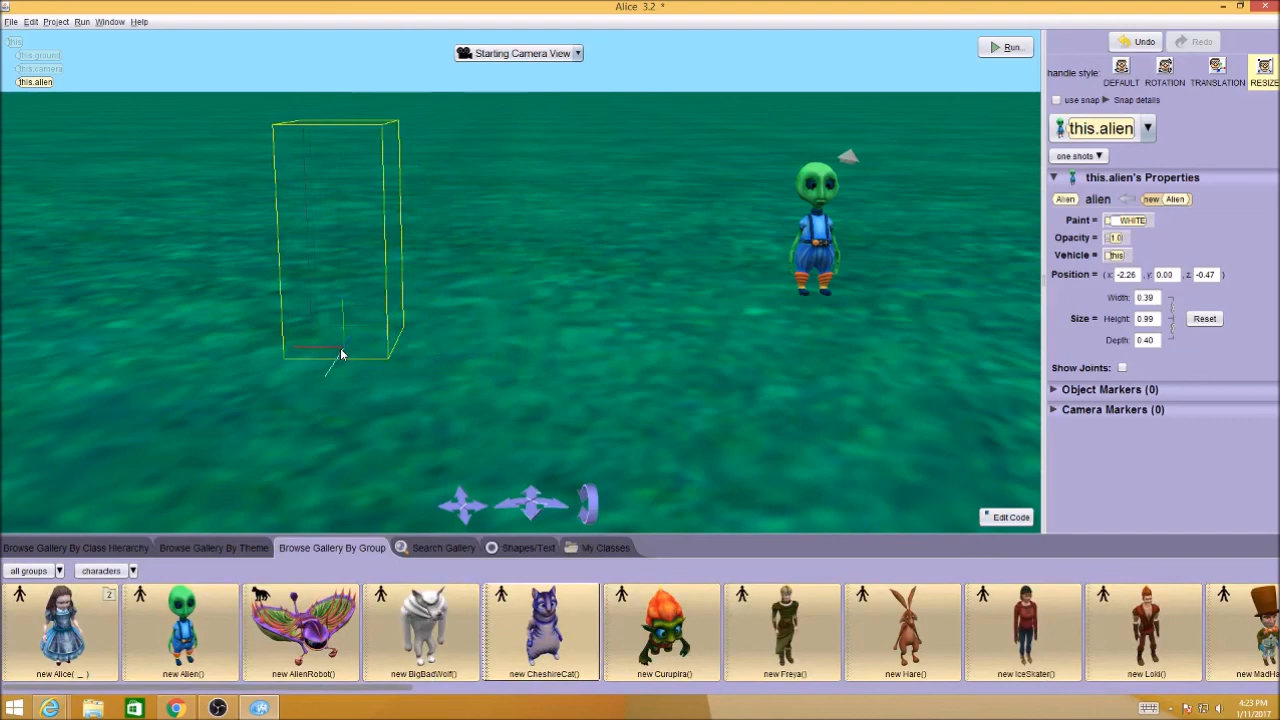 Alice 3.2 *
File Edit Project Run Window Help
this
this.ground
this.camera
this.alien
Starting Camera View
Run...
Undo
Redo
handle style:
DEFAULT
ROTATION
TRANSLATION
RESIZE
use snap
Snap details
this.alien
one shots
this.alien's Properties
Alien alien new Alien
Paint = WHITE
Opacity = 1.0
Vehicle = this
Position = ( x: -2.26 , y: 0.00 , z: -0.47 )
Width: 0.39
Size = Height: 0.99 Reset
Depth: 0.40
Show Joints:
Object Markers (0)
Camera Markers (0)
Edit Code
Browse Gallery By Class Hierarchy
Browse Gallery By Theme
Browse Gallery By Group
Search Gallery
Shapes/Text
My Classes
all groups
characters
2
new Alice( _ )
new Alien()
new AlienRobot()
new BigBadWolf()
new CheshireCat()
new Curupira()
new Freya()
new Hare()
new IceSkater()
new Loki()
new MadHa
4:23 PM
1/11/2017